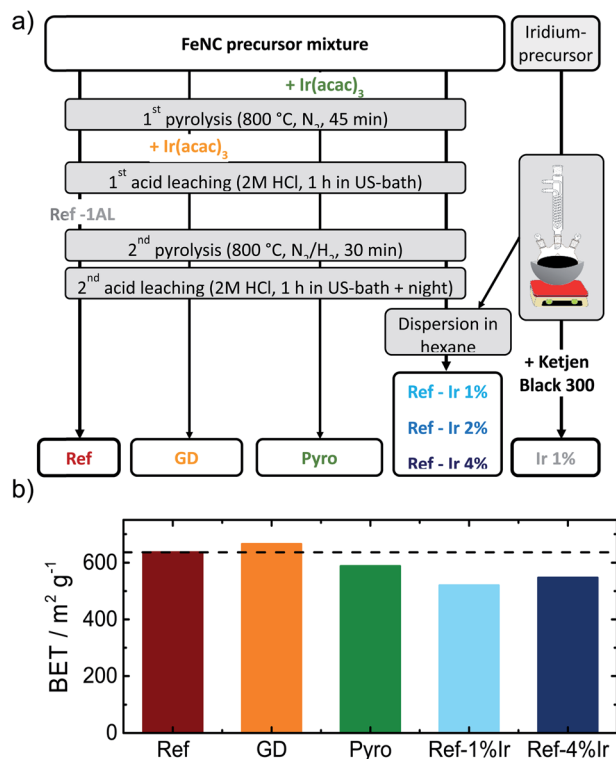 a)
FeNC precursor mixture
Iridium-
precursor
+ Ir(acac)₃
1ˢᵗ pyrolysis (800 °C, N₂, 45 min)
+ Ir(acac)₃
1ˢᵗ acid leaching (2M HCl, 1 h in US-bath)
Ref -1AL
2ⁿᵈ pyrolysis (800 °C, N₂/H₂, 30 min)
2ⁿᵈ acid leaching (2M HCl, 1 h in US-bath + night)
Dispersion in
hexane
+ Ketjen
Black 300
Ref - Ir 1%
Ref - Ir 2%
Ref - Ir 4%
Ref
GD
Pyro
Ir 1%
b)
BET / m² g⁻¹
600
400
200
0
Ref
GD
Pyro
Ref-1%Ir
Ref-4%Ir